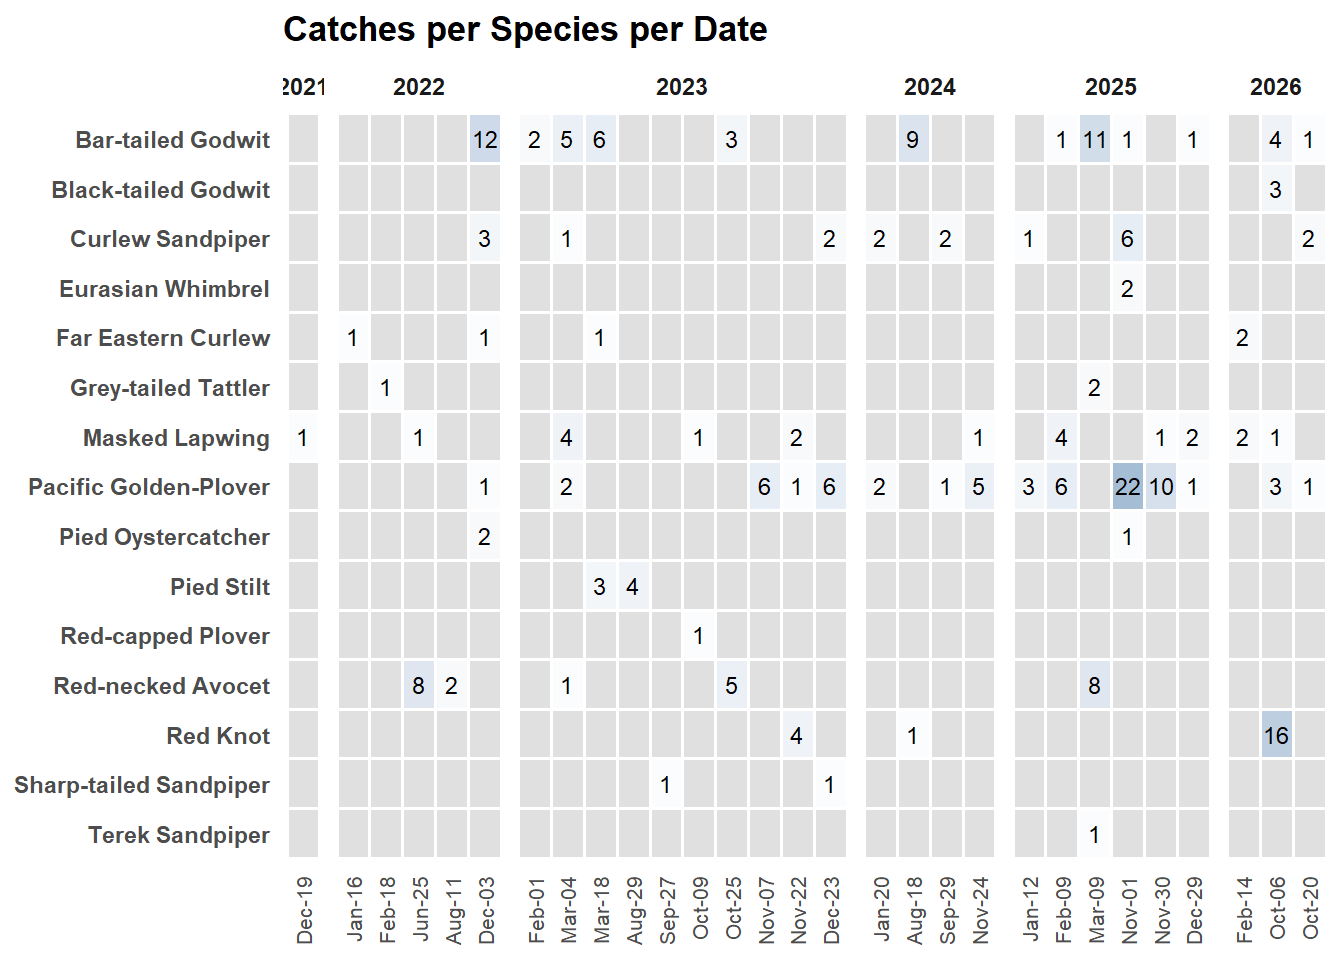 Catches per Species per Date
2021 2022 2023 2024 2025 2026
Bar-tailed Godwit 12 2 5 6 3 9 1 11 1 1 4 1
Black-tailed Godwit 3
Curlew Sandpiper 3 1 2 2 2 1 6 2
Eurasian Whimbrel 2
Far Eastern Curlew 1 1 1 2
Grey-tailed Tattler 1 2
Masked Lapwing 1 1 4 1 2 1 4 1 2 2 1
Pacific Golden-Plover 1 2 6 1 6 2 1 5 3 6 22 10 1 3 1
Pied Oystercatcher 2 1
Pied Stilt 3 4
Red-capped Plover 1
Red-necked Avocet 8 2 1 5 8
Red Knot 4 1 16
Sharp-tailed Sandpiper 1 1
Terek Sandpiper 1
Dec-19 Jan-16 Feb-18 Jun-25 Aug-11 Dec-03 Feb-01 Mar-04 Mar-18 Aug-29 Sep-27 Oct-09 Oct-25 Nov-07 Nov-22 Dec-23 Jan-20 Aug-18 Sep-29 Nov-24 Jan-12 Feb-09 Mar-09 Nov-01 Nov-30 Dec-29 Feb-14 Oct-06 Oct-20